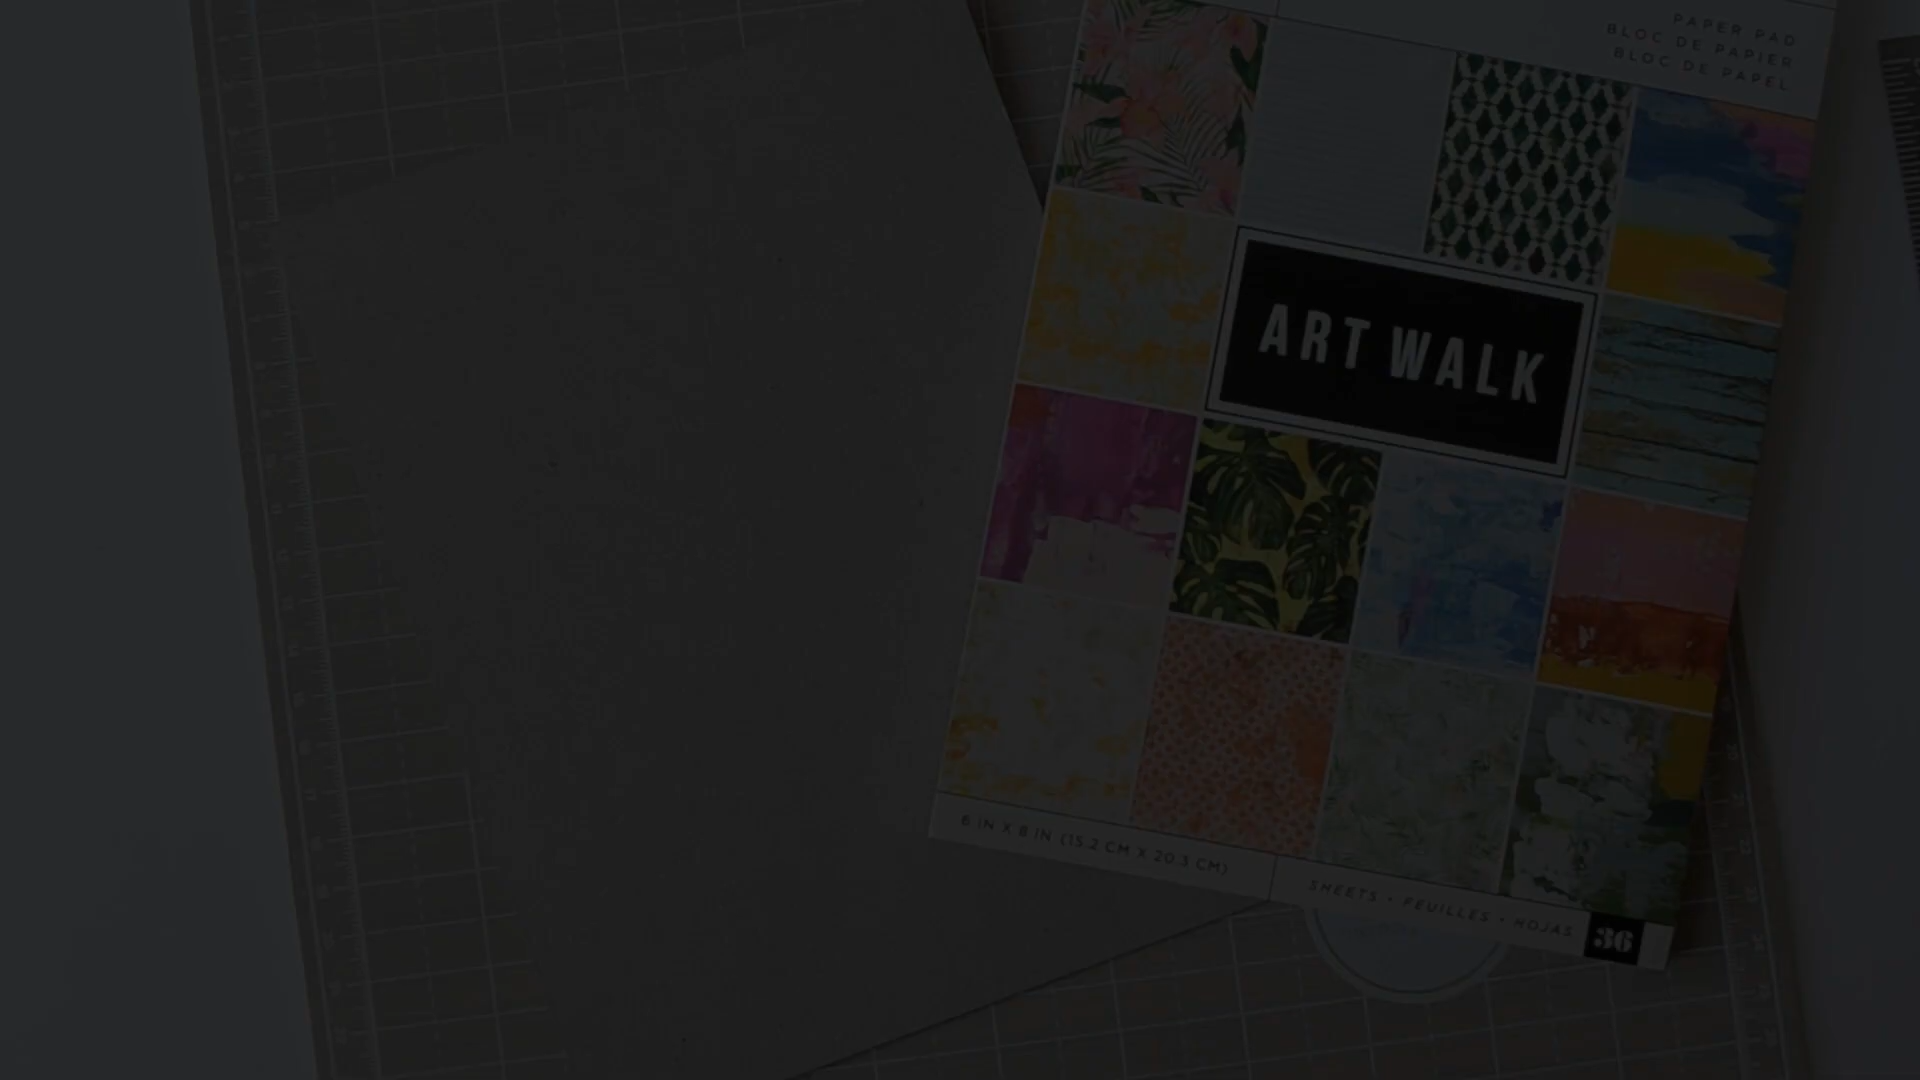 PAPER PAD
BLOC DE PAPIER
BLOC DE PAPEL
ART WALK
6 IN X 8 IN (15.2 CM X 20.3 CM)
SHEETS • FEUILLES • HOJAS
36